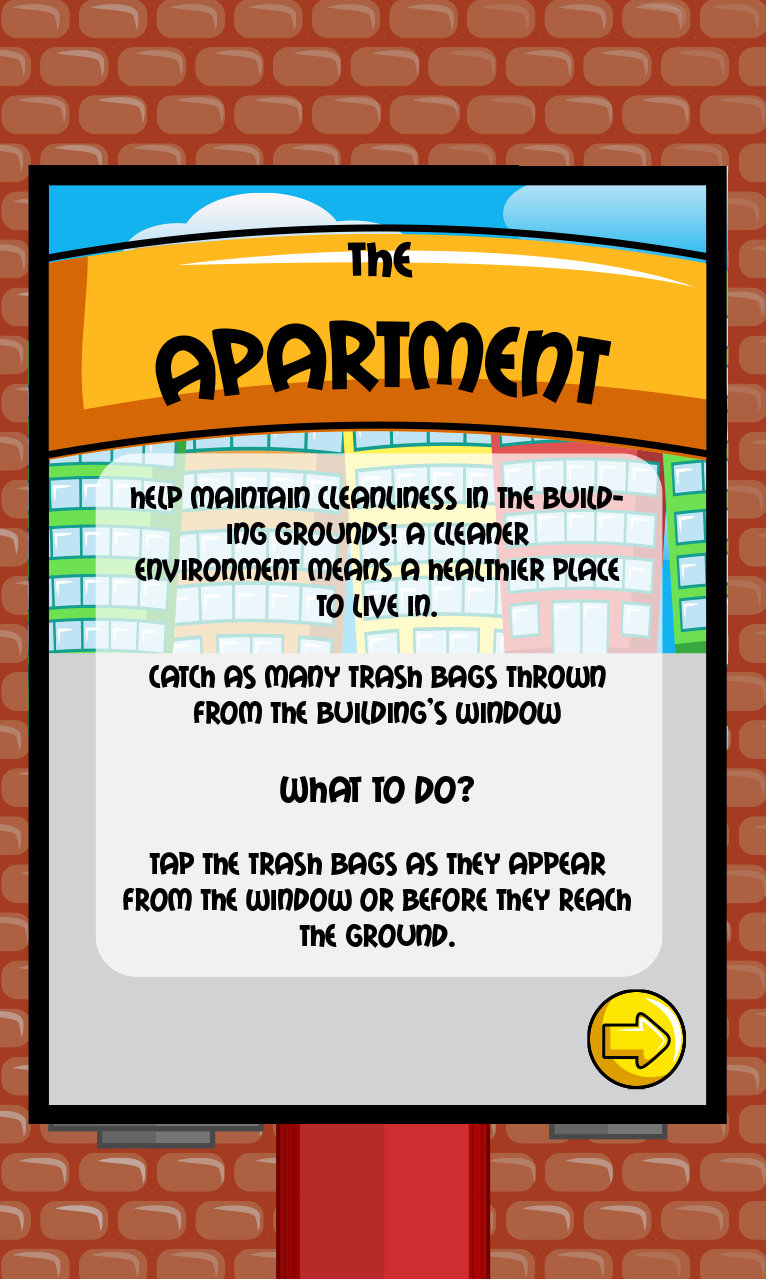 The
APARTMENT
HELP MAINTAIN CLEANLINESS IN THE BUILD-
ING GROUNDS! A CLEANER
ENVIRONMENT MEANS A HEALTHIER PLACE
TO LIVE IN.
CATCH AS MANY TRASH BAGS THROWN
FROM THE BUILDING'S WINDOW
WHAT TO DO?
TAP THE TRASH BAGS AS THEY APPEAR
FROM THE WINDOW OR BEFORE THEY REACH
THE GROUND.